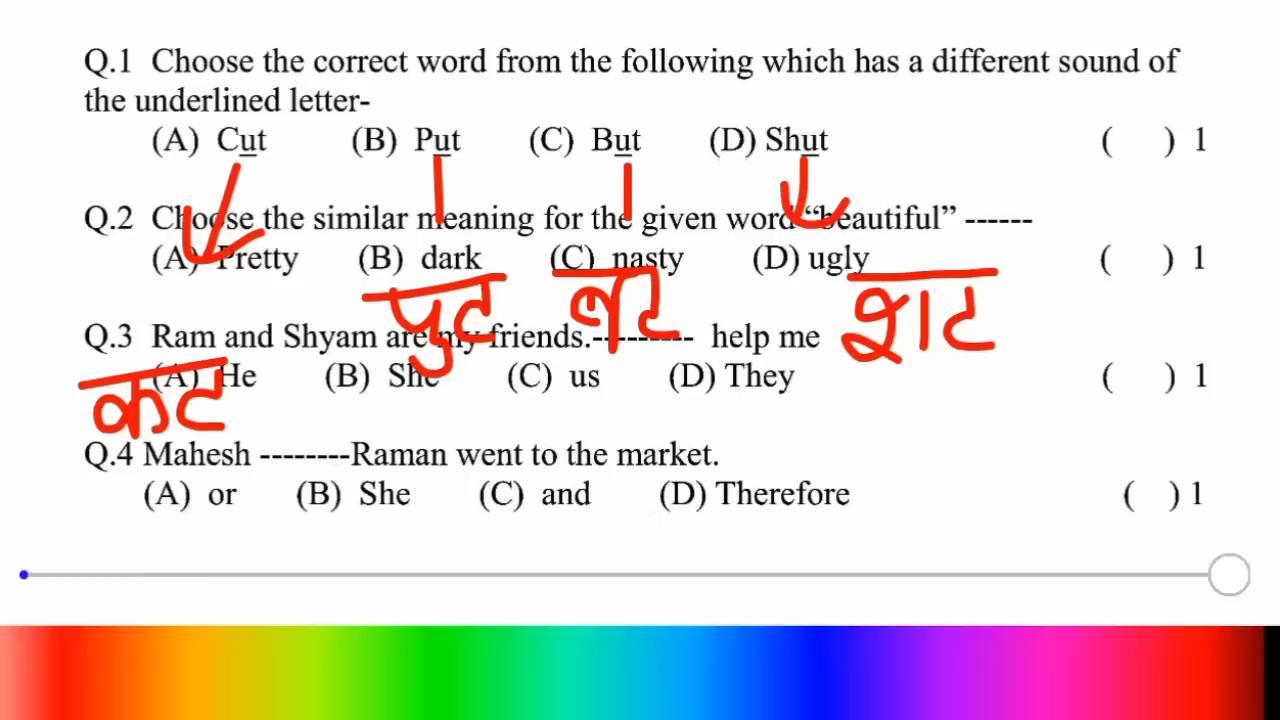 Q.1 Choose the correct word from the following which has a different sound of
the underlined letter-
(A) Cut (B) Put (C) But (D) Shut ( ) 1
Q.2 Choose the similar meaning for the given word “beautiful” ------
(A) Pretty (B) dark (C) nasty (D) ugly ( ) 1
पुट बट शट
Q.3 Ram and Shyam are my friends.--------- help me
(A) He (B) She (C) us (D) They ( ) 1
कट
Q.4 Mahesh --------Raman went to the market.
(A) or (B) She (C) and (D) Therefore ( ) 1